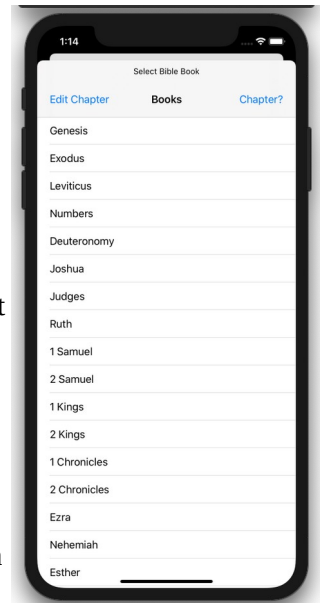 1:14
Select Bible Book
Edit Chapter Books Chapter?
Genesis
Exodus
Leviticus
Numbers
Deuteronomy
Joshua
Judges
Ruth
1 Samuel
2 Samuel
1 Kings
2 Kings
1 Chronicles
2 Chronicles
Ezra
Nehemiah
Esther